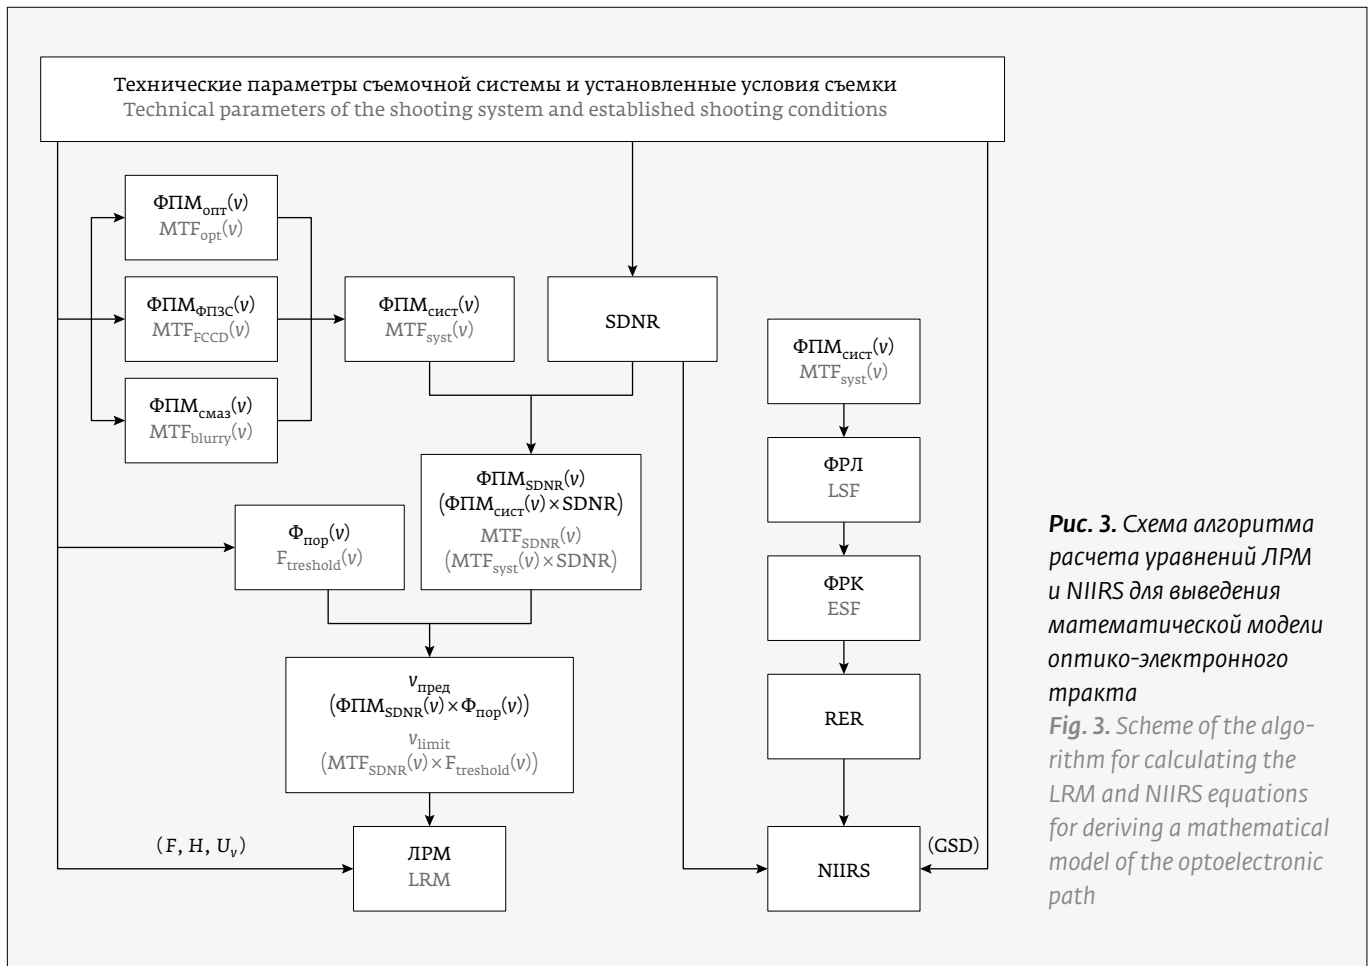 Технические параметры съемочной системы и установленные условия съемки
Technical parameters of the shooting system and established shooting conditions
ФПМопт(ν)
MTFopt(ν)
ФПМФПЗС(ν)
MTFFCCD(ν)
ФПМсмаз(ν)
MTFblurry(ν)
ФПМсист(ν)
MTFsyst(ν)
SDNR
ФПМсист(ν)
MTFsyst(ν)
ФПМSDNR(ν)
(ФПМсист(ν)×SDNR)
MTFSDNR(ν)
(MTFsyst(ν)×SDNR)
ФРЛ
LSF
Фпор(ν)
Ftreshold(ν)
ФРК
ESF
νпред
(ФПМSDNR(ν)×Фпор(ν))
νlimit
(MTFSDNR(ν)×Ftreshold(ν))
RER
(F, H, Uν)
ЛРМ
LRM
NIIRS
(GSD)
Рис. 3. Схема алгоритма
расчета уравнений ЛРМ
и NIIRS для выведения
математической модели
оптико-электронного
тракта
Fig. 3. Scheme of the algo-
rithm for calculating the
LRM and NIIRS equations
for deriving a mathematical
model of the optoelectronic
path